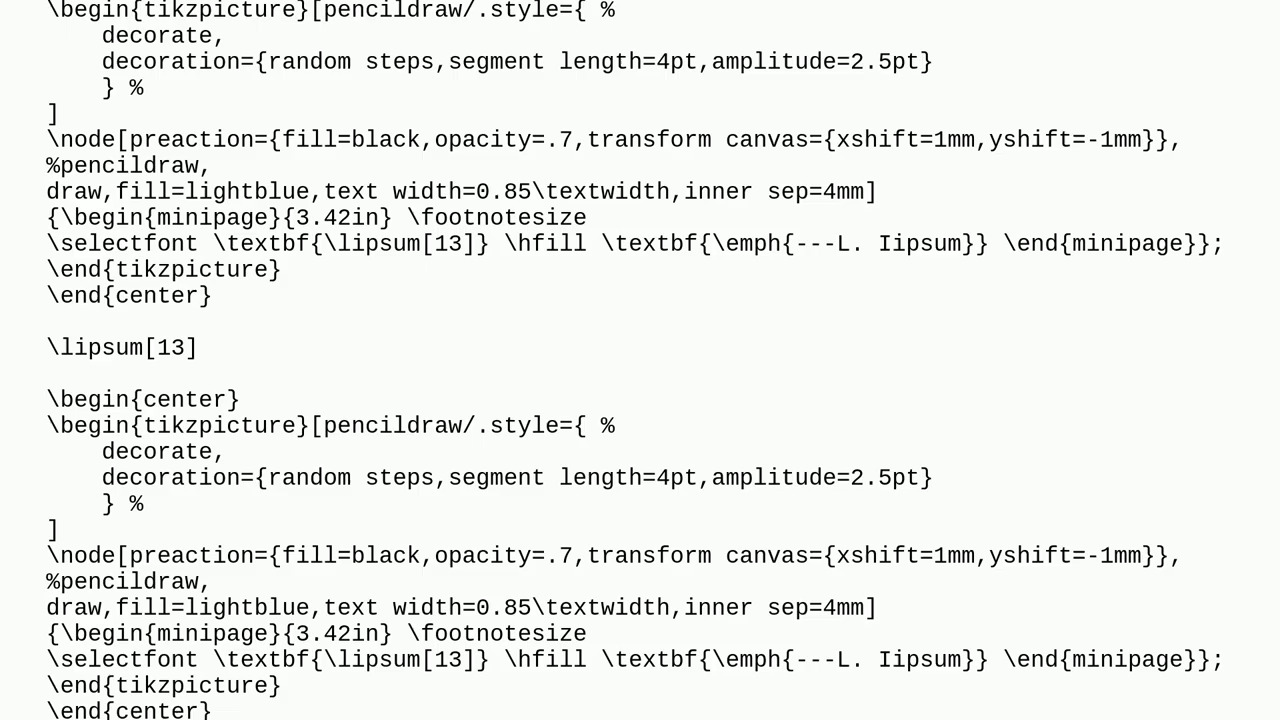 \begin{tikzpicture}[pencildraw/.style={ %
    decorate,
    decoration={random steps,segment length=4pt,amplitude=2.5pt}
    } %
]
\node[preaction={fill=black,opacity=.7,transform canvas={xshift=1mm,yshift=-1mm}},
%pencildraw,
draw,fill=lightblue,text width=0.85\textwidth,inner sep=4mm]
{\begin{minipage}{3.42in} \footnotesize
\selectfont \textbf{\lipsum[13]} \hfill \textbf{\emph{---L. Iipsum}} \end{minipage}};
\end{tikzpicture}
\end{center}

\lipsum[13]

\begin{center}
\begin{tikzpicture}[pencildraw/.style={ %
    decorate,
    decoration={random steps,segment length=4pt,amplitude=2.5pt}
    } %
]
\node[preaction={fill=black,opacity=.7,transform canvas={xshift=1mm,yshift=-1mm}},
%pencildraw,
draw,fill=lightblue,text width=0.85\textwidth,inner sep=4mm]
{\begin{minipage}{3.42in} \footnotesize
\selectfont \textbf{\lipsum[13]} \hfill \textbf{\emph{---L. Iipsum}} \end{minipage}};
\end{tikzpicture}
\end{center}